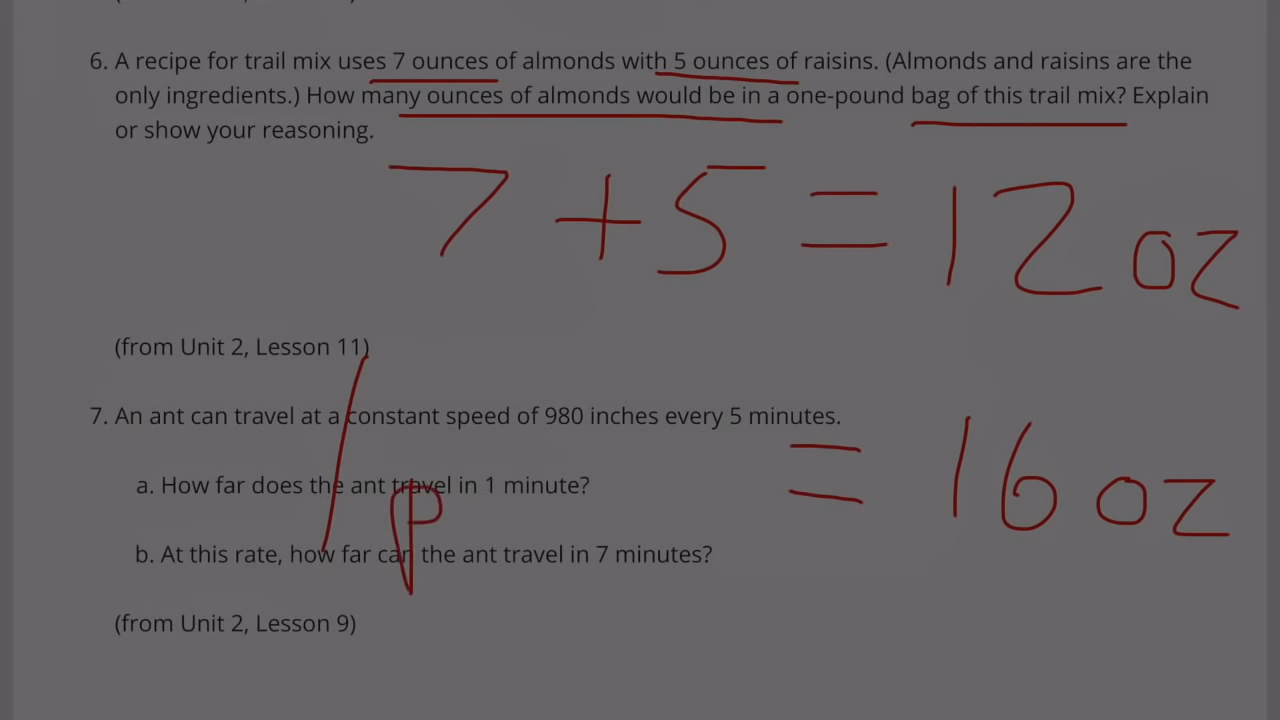 6. A recipe for trail mix uses 7 ounces of almonds with 5 ounces of raisins. (Almonds and raisins are the
only ingredients.) How many ounces of almonds would be in a one-pound bag of this trail mix? Explain
or show your reasoning.
7 + 5 = 12 oz
(from Unit 2, Lesson 11)
7. An ant can travel at a constant speed of 980 inches every 5 minutes.
a. How far does the ant travel in 1 minute?
1 p = 16 oz
b. At this rate, how far can the ant travel in 7 minutes?
(from Unit 2, Lesson 9)